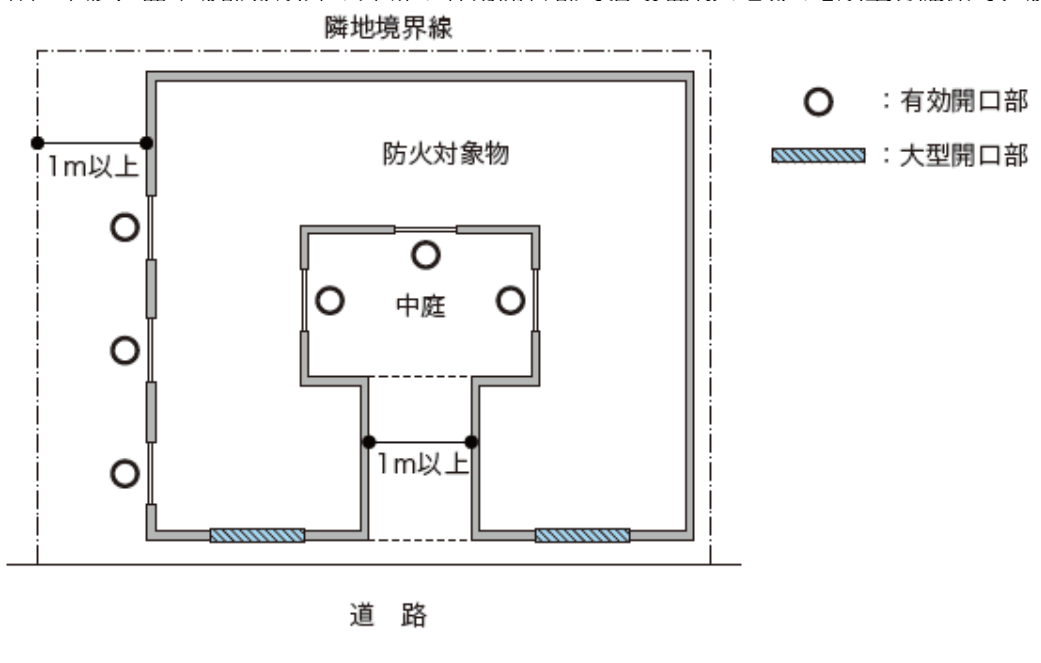 隣地境界線
：有効開口部
防火対象物
：大型開口部
1m以上
中庭
1m以上
道　路